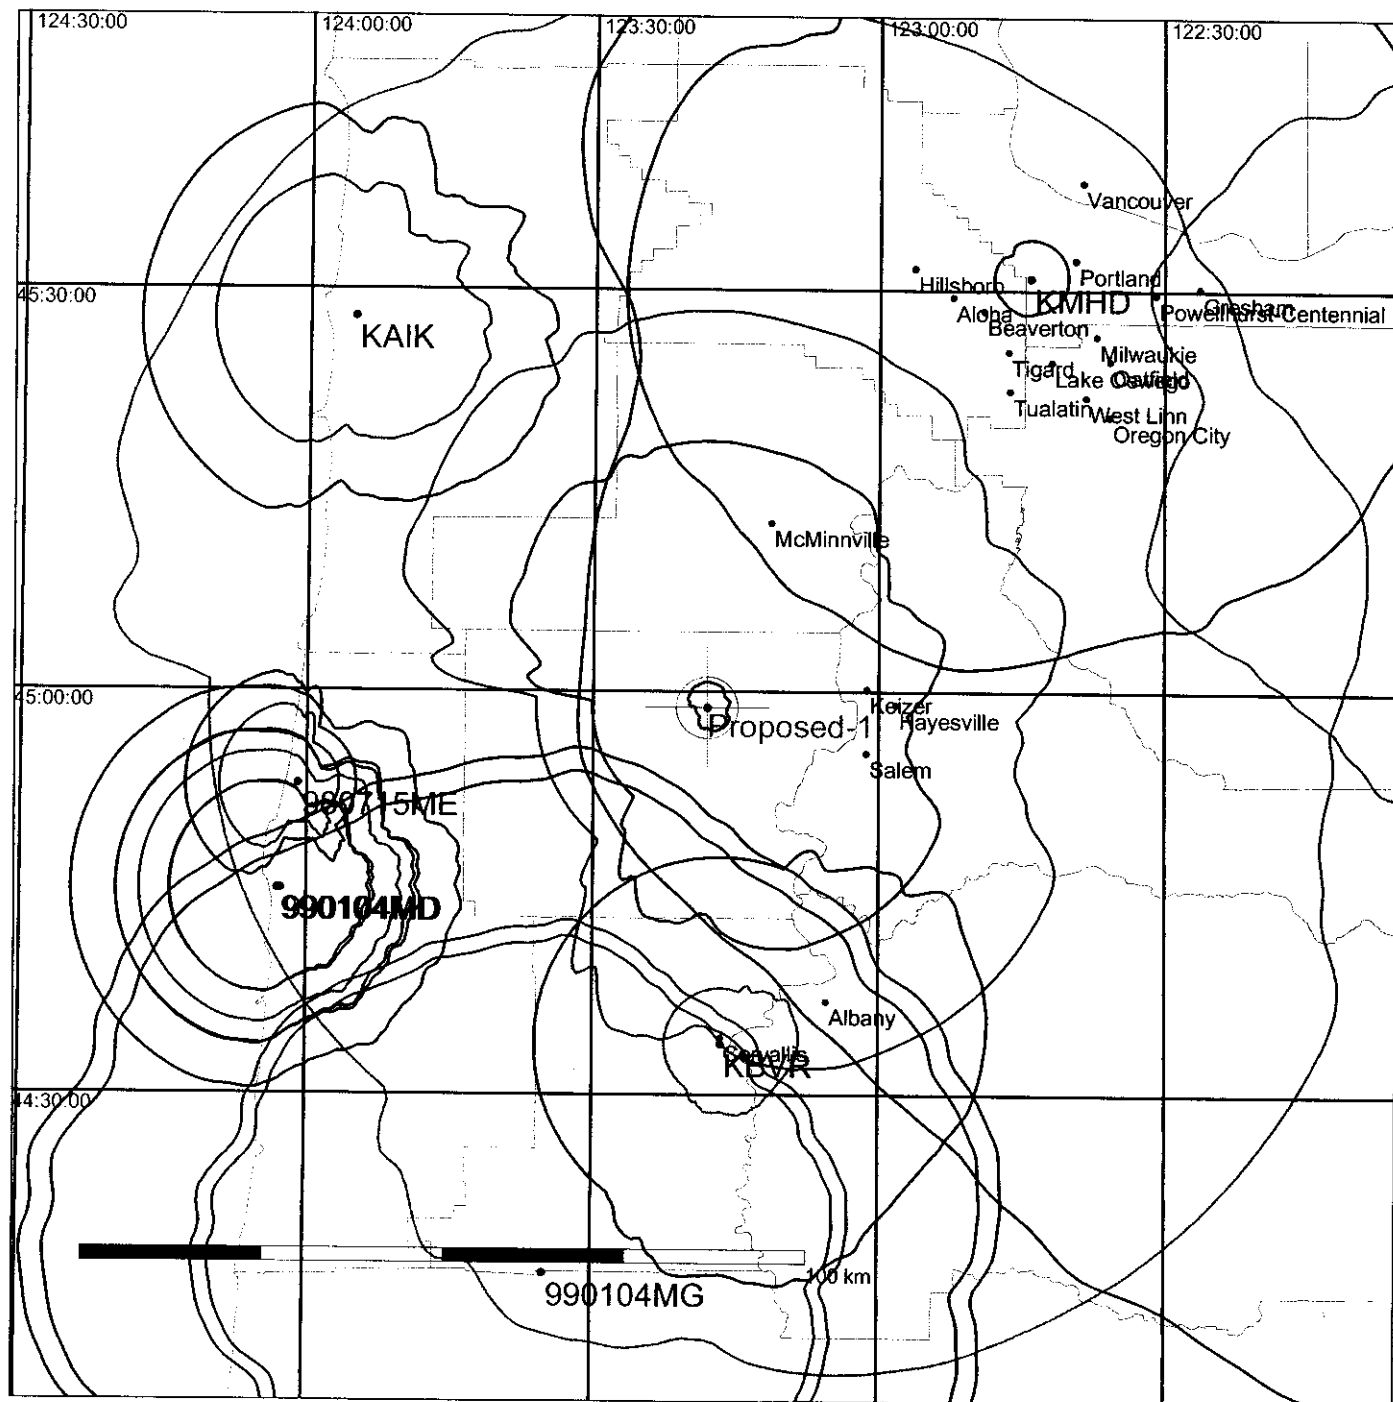 124:30:00
124:00:00
123:30:00
123:00:00
122:30:00
Vancouver
Portland
Hillsboro
45:30:00
KMHD
Gresham
Powellhurst-Centennial
Aloha
Beaverton
KAIK
Milwaukie
Tigard
Lake Oswego
Oatfield
Tualatin
West Linn
Oregon City
McMinnville
45:00:00
Keizer
Hayesville
Proposed-1
Salem
980715ME
990104MD
Albany
Corvallis
KBVR
44:30:00
100 km
990104MG